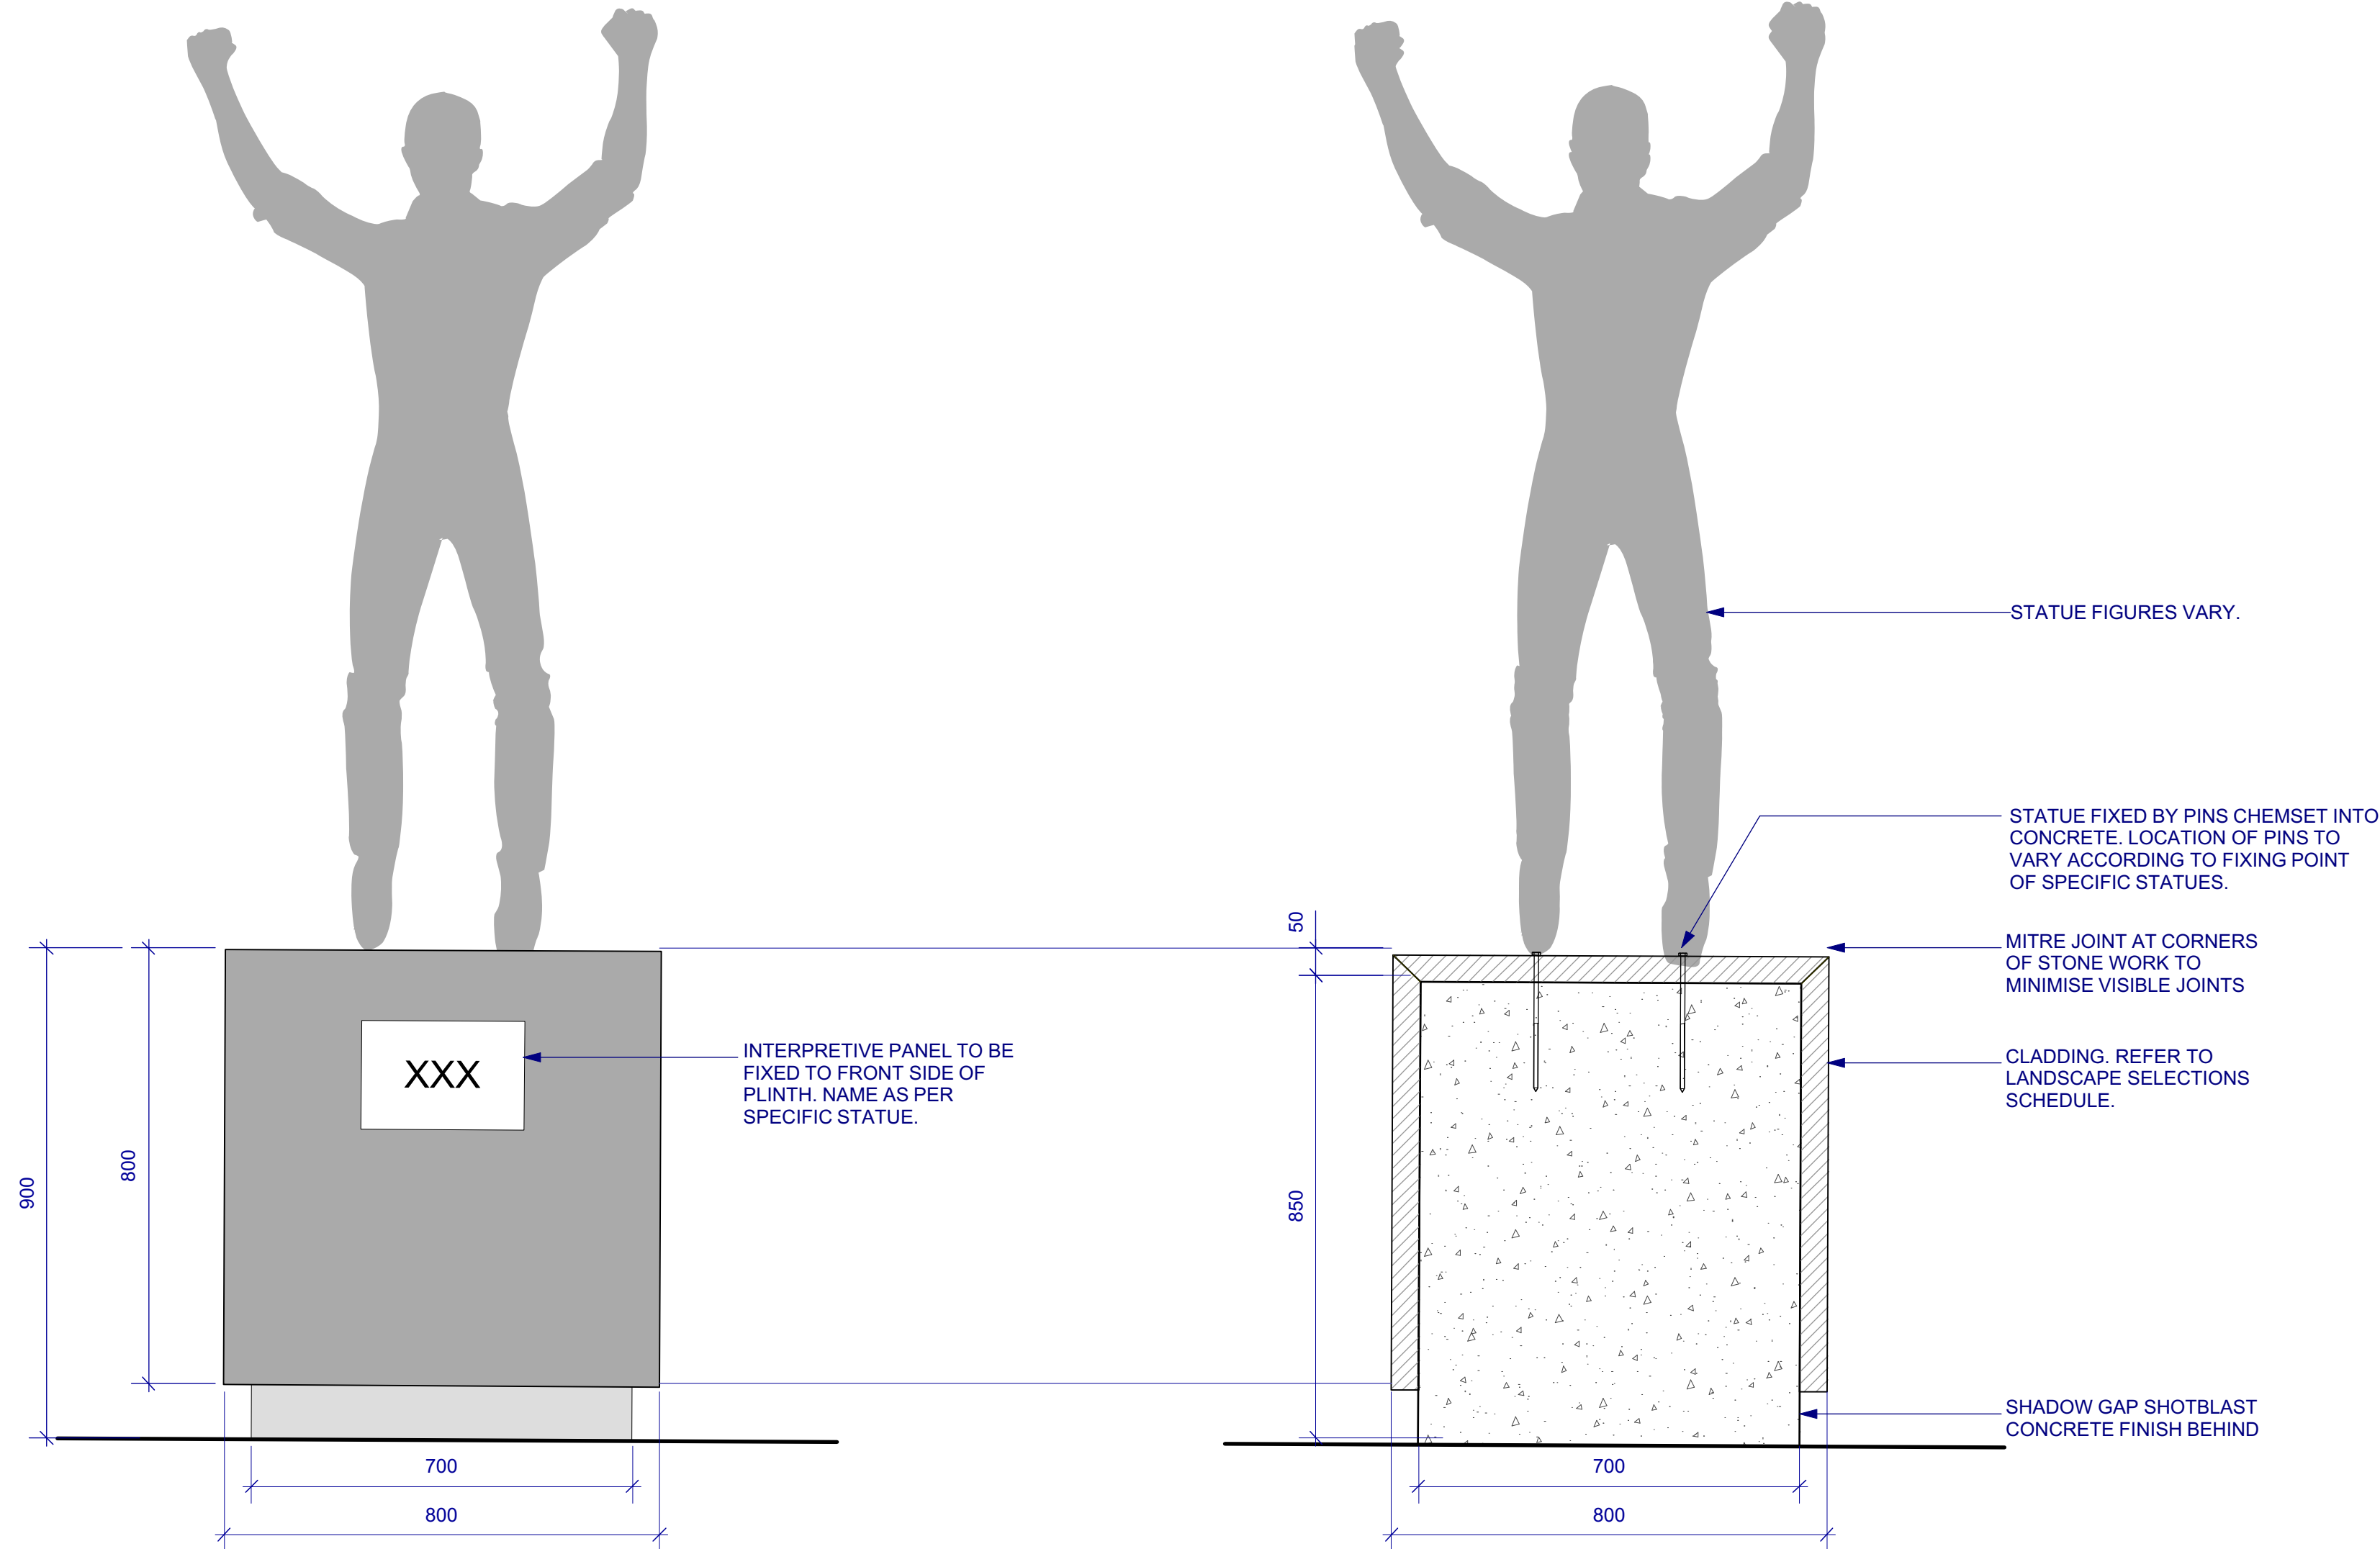 STATUE FIGURES VARY.
STATUE FIXED BY PINS CHEMSET INTO
CONCRETE. LOCATION OF PINS TO
VARY ACCORDING TO FIXING POINT
OF SPECIFIC STATUES.
50
MITRE JOINT AT CORNERS
OF STONE WORK TO
MINIMISE VISIBLE JOINTS
XXX
INTERPRETIVE PANEL TO BE
FIXED TO FRONT SIDE OF
PLINTH. NAME AS PER
SPECIFIC STATUE.
CLADDING. REFER TO
LANDSCAPE SELECTIONS
SCHEDULE.
900
800
850
SHADOW GAP SHOTBLAST
CONCRETE FINISH BEHIND
700
800
700
800